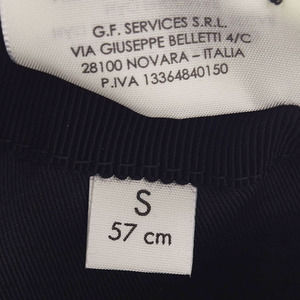 G.F. SERVICES S.R.L.
VIA GIUSEPPE BELLETTI 4/C
28100 NOVARA – ITALIA
P.IVA 13364840150
S
57 cm